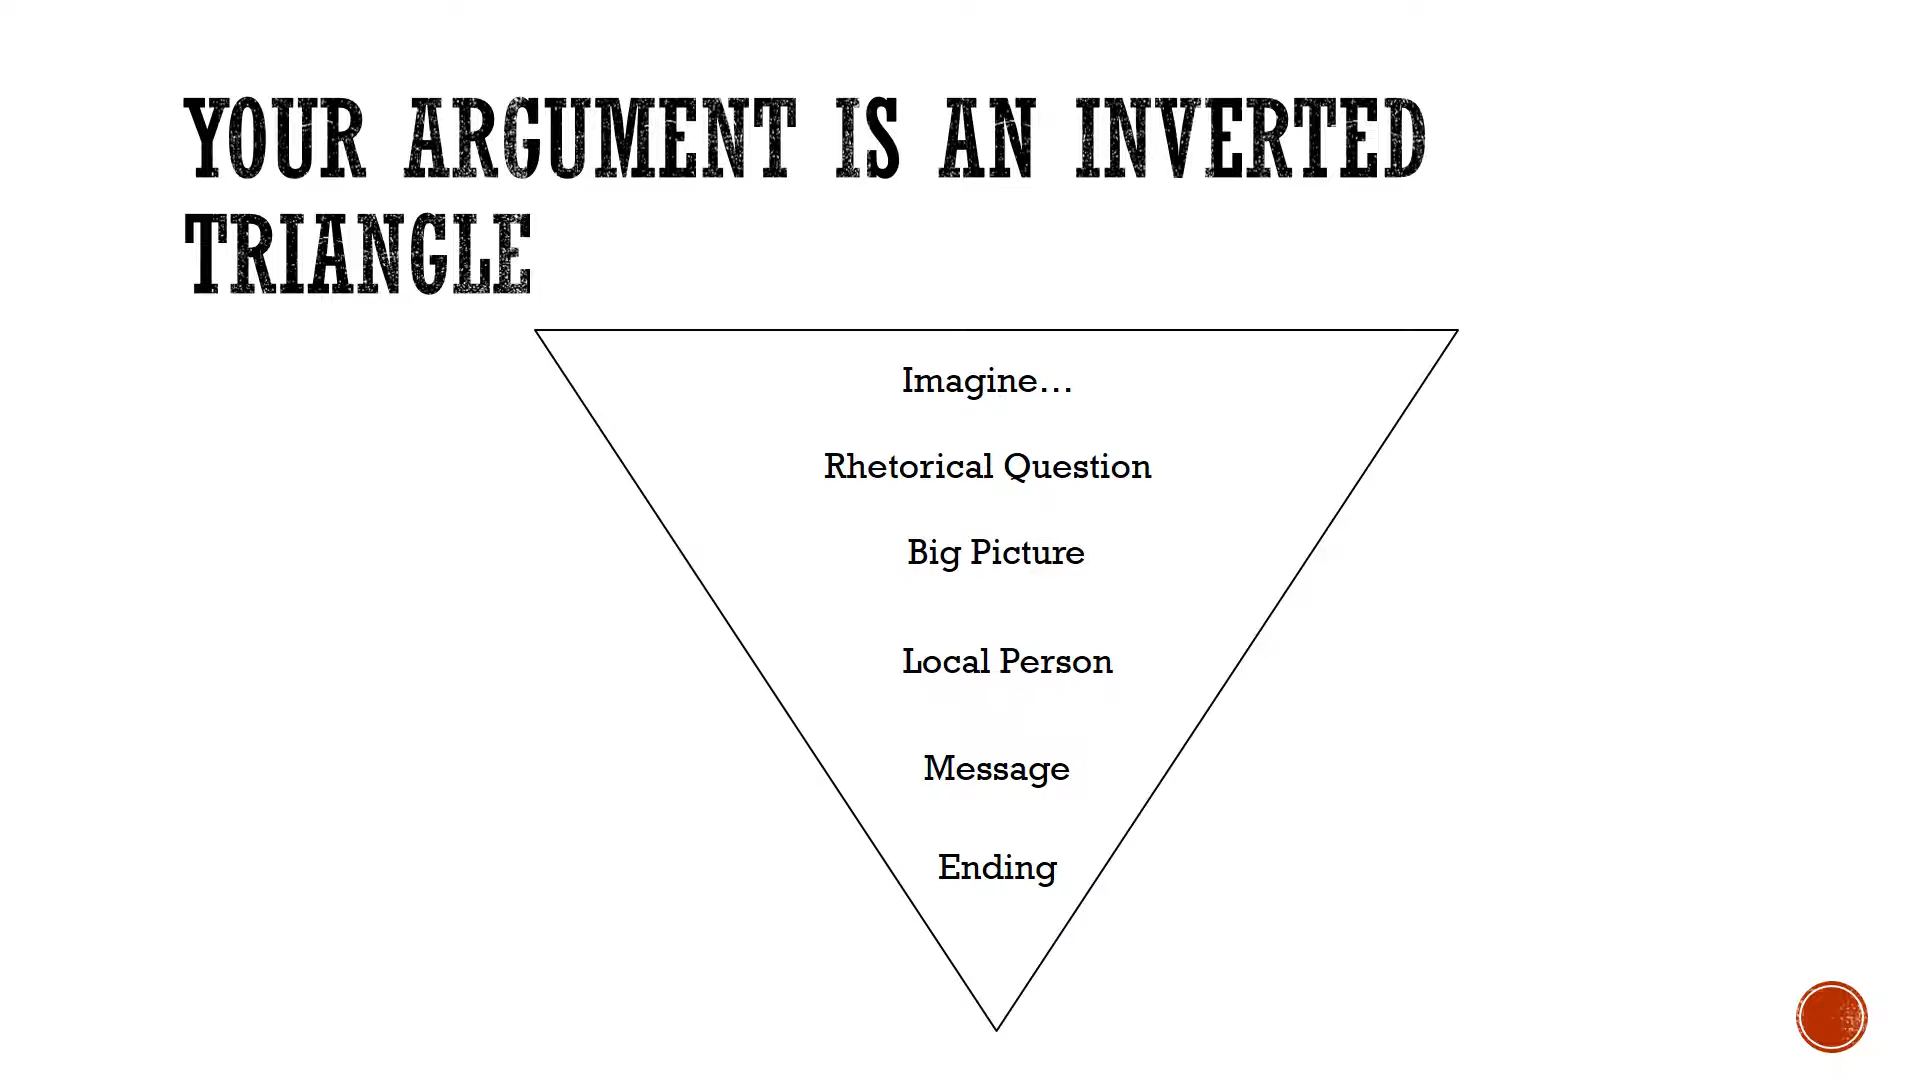 YOUR ARGUMENT IS AN INVERTED
TRIANGLE
Imagine…
Rhetorical Question
Big Picture
Local Person
Message
Ending